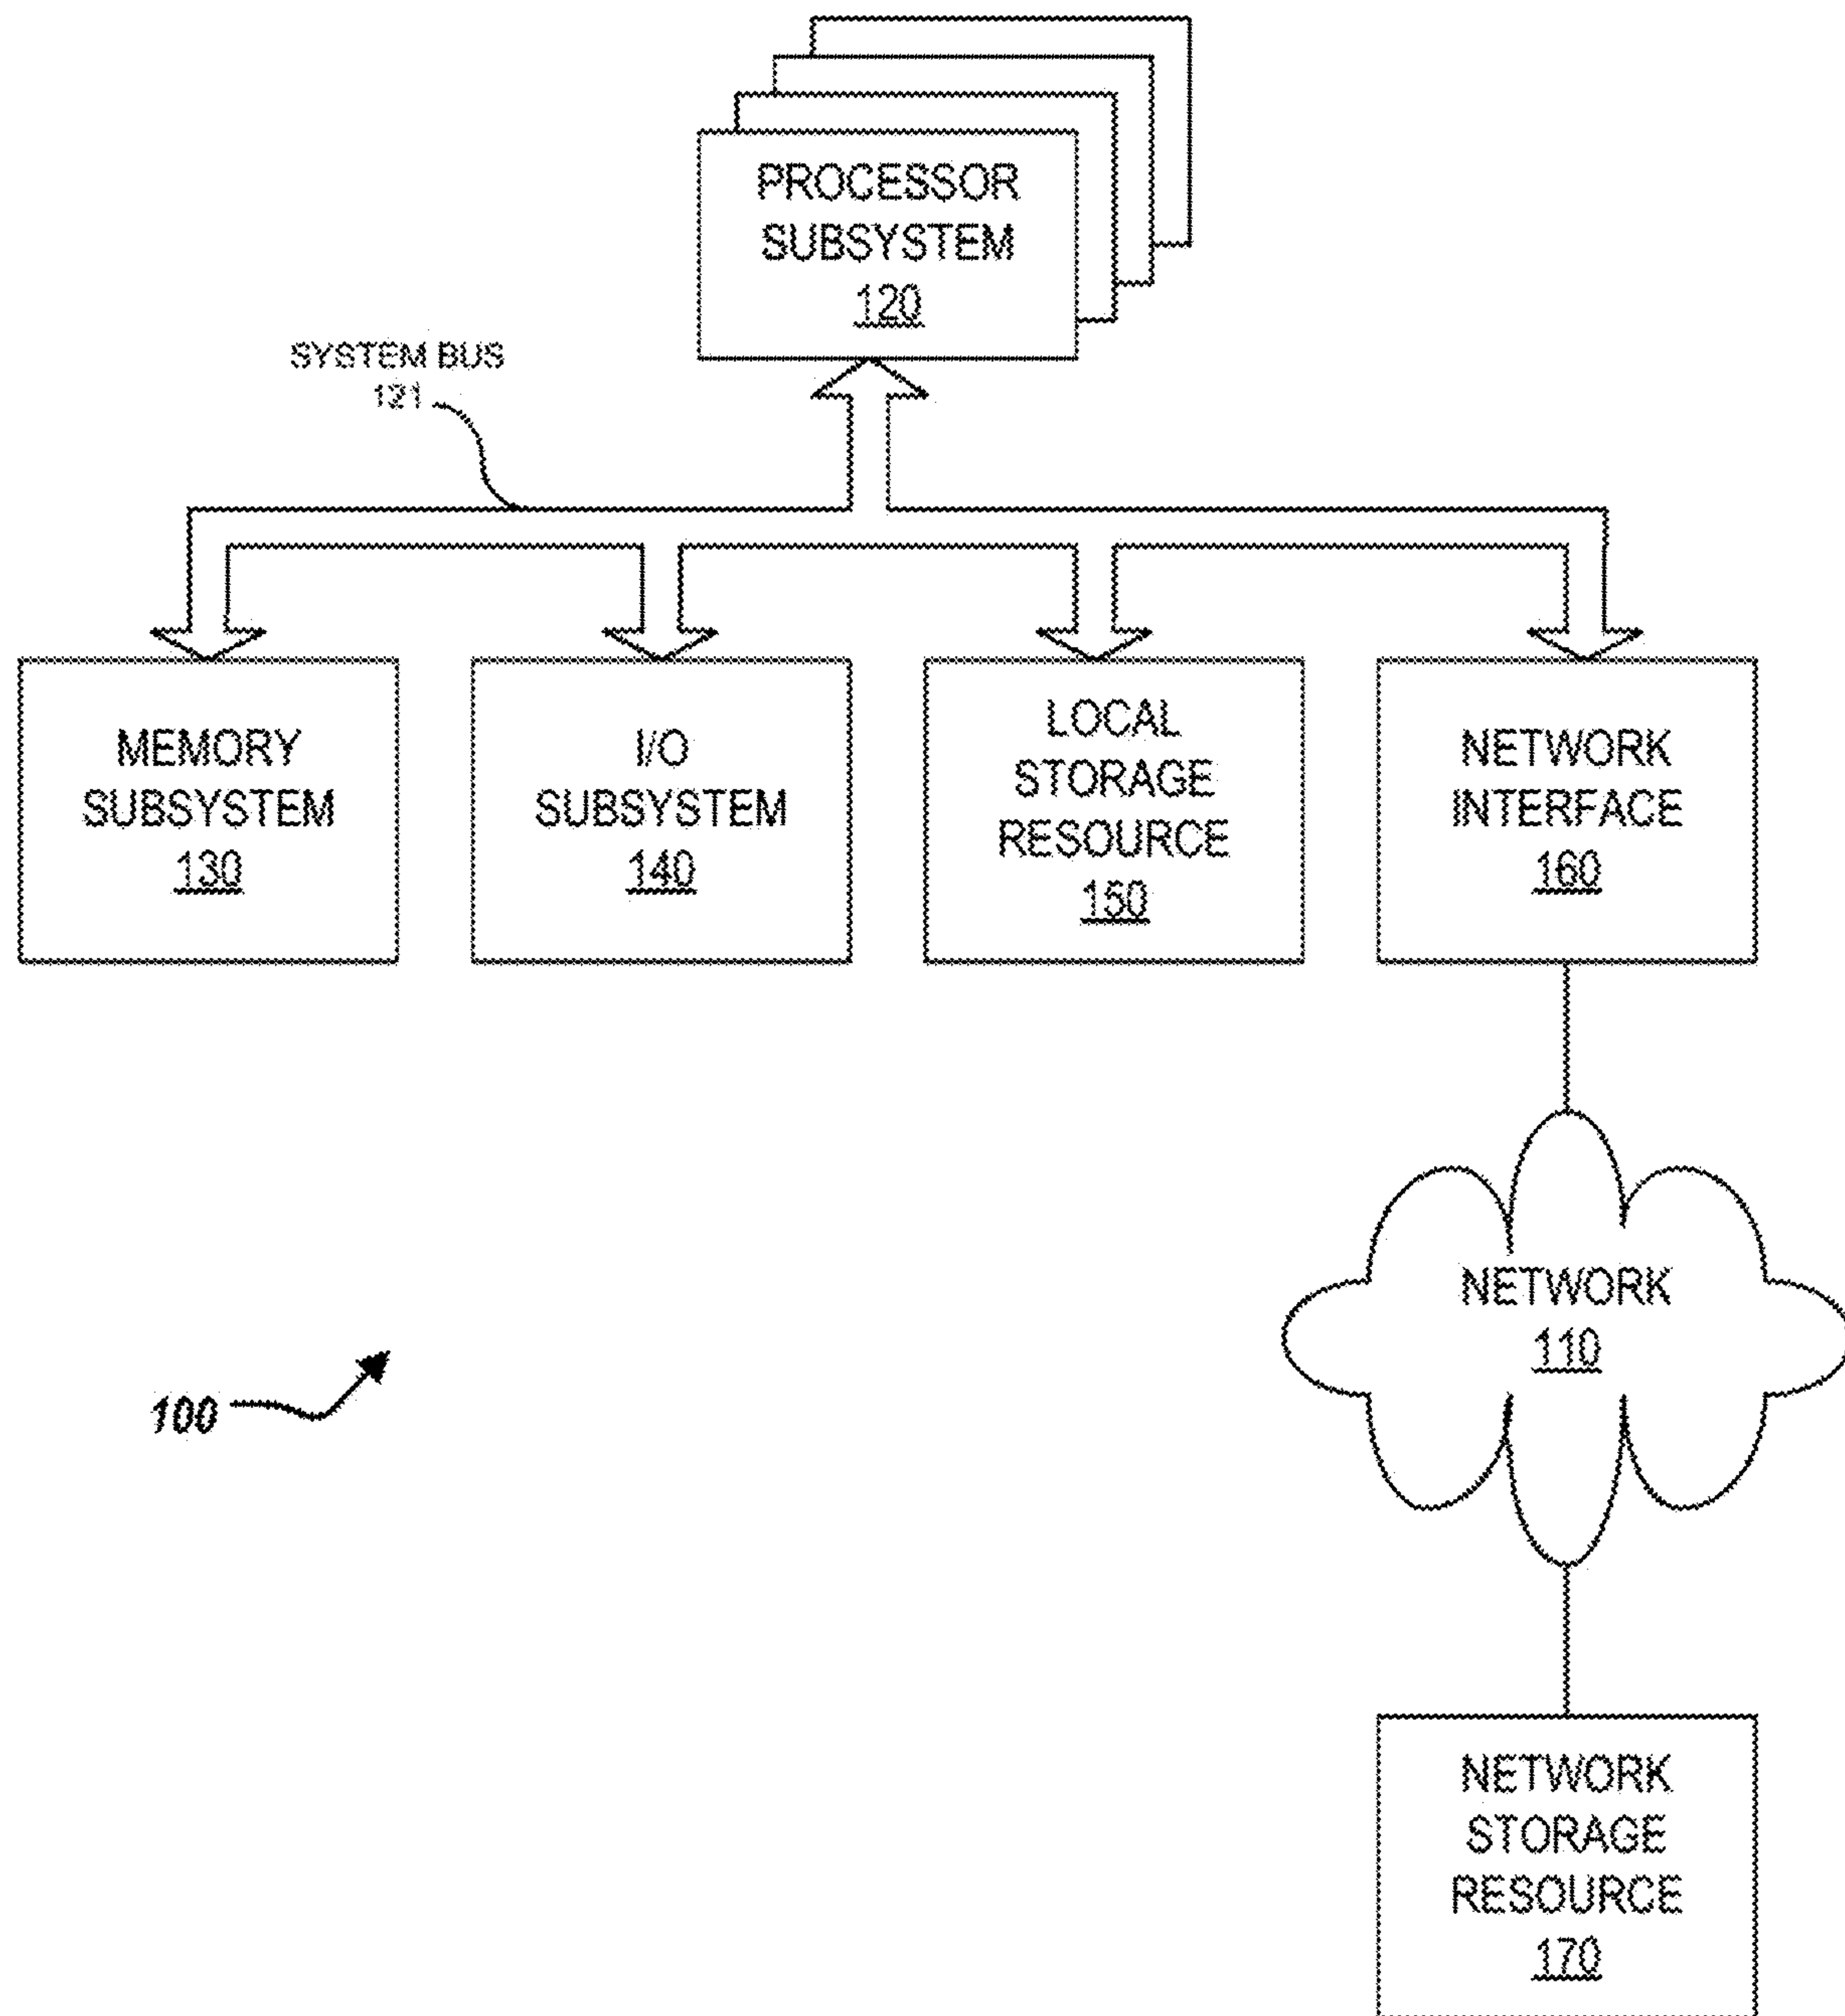 PROCESSOR
SUBSYSTEM
120
SYSTEM BUS
121
MEMORY
SUBSYSTEM
130
I/O
SUBSYSTEM
140
LOCAL
STORAGE
RESOURCE
150
NETWORK
INTERFACE
160
NETWORK
110
100
NETWORK
STORAGE
RESOURCE
170